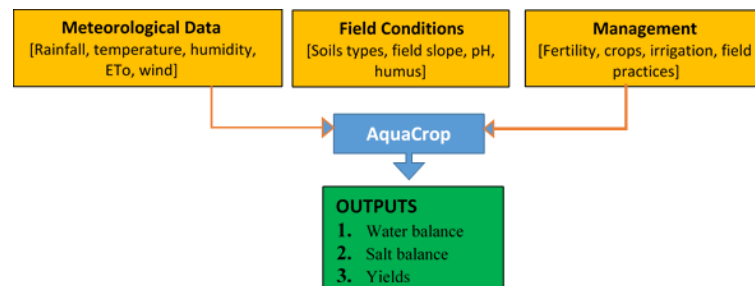 Meteorological Data
[Rainfall, temperature, humidity,
ETo, wind]
Field Conditions
[Soils types, field slope, pH,
humus]
Management
[Fertility, crops, irrigation, field
practices]
AquaCrop
OUTPUTS
1. Water balance
2. Salt balance
3. Yields